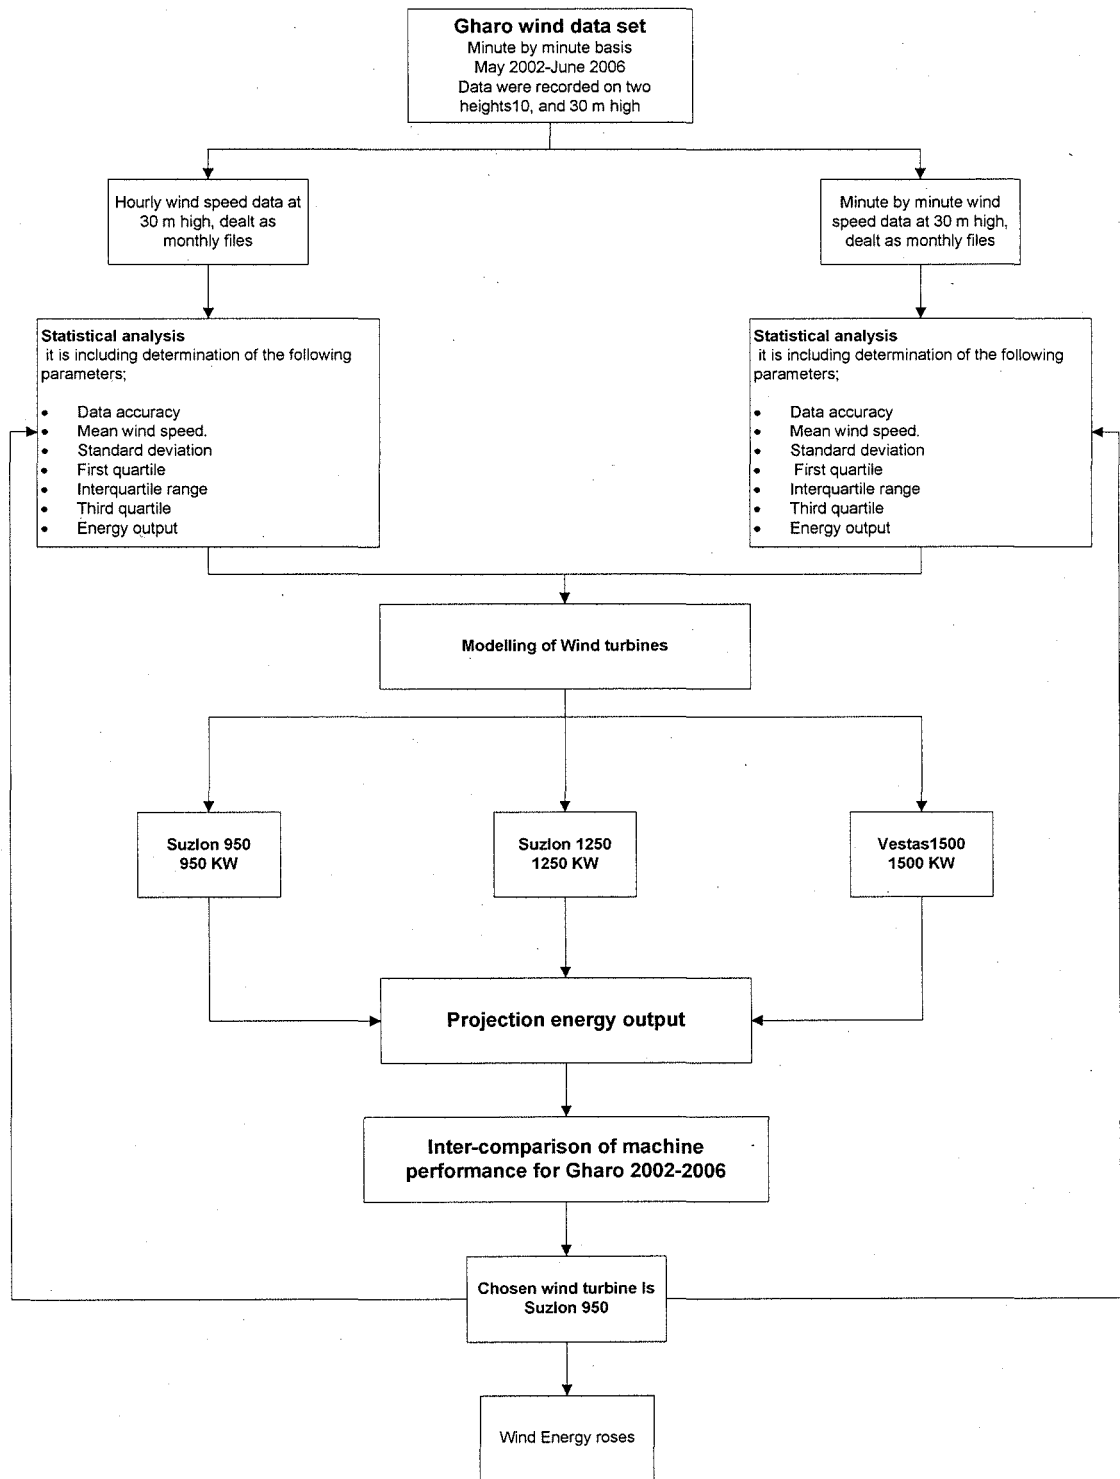 Gharo wind data set
Minute by minute basis
May 2002-June 2006
Data were recorded on two
heights10, and 30 m high
Hourly wind speed data at
30 m high, dealt as
monthly files
Minute by minute wind
speed data at 30 m high,
dealt as monthly files
Statistical analysis
it is including determination of the following
parameters;
• Data accuracy
• Mean wind speed.
• Standard deviation
• First quartile
• Interquartile range
• Third quartile
• Energy output
Statistical analysis
it is including determination of the following
parameters;
• Data accuracy
• Mean wind speed.
• Standard deviation
• First quartile
• Interquartile range
• Third quartile
• Energy output
Modelling of Wind turbines
Suzlon 950
950 KW
Suzlon 1250
1250 KW
Vestas1500
1500 KW
Projection energy output
Inter-comparison of machine
performance for Gharo 2002-2006
Chosen wind turbine Is
Suzlon 950
Wind Energy roses